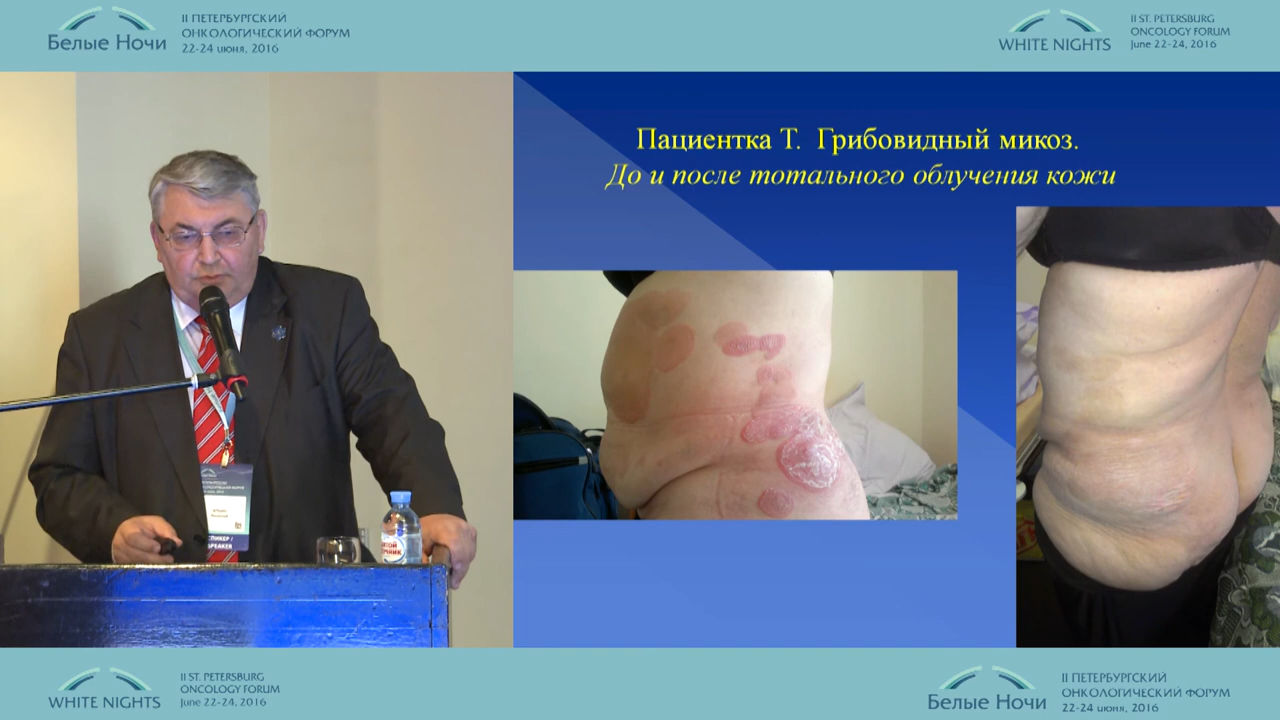 Белые Ночи
II ПЕТЕРБУРГСКИЙ
ОНКОЛОГИЧЕСКИЙ ФОРУМ
22-24 июня, 2016
WHITE NIGHTS
II ST. PETERSBURG
ONCOLOGY FORUM
June 22-24, 2016
Пациентка Т. Грибовидный микоз.
До и после тотального облучения кожи
СПИКЕР /
SPEAKER
WHITE NIGHTS
II ST. PETERSBURG
ONCOLOGY FORUM
June 22-24, 2016
Белые Ночи
II ПЕТЕРБУРГСКИЙ
ОНКОЛОГИЧЕСКИЙ ФОРУМ
22-24 июня, 2016